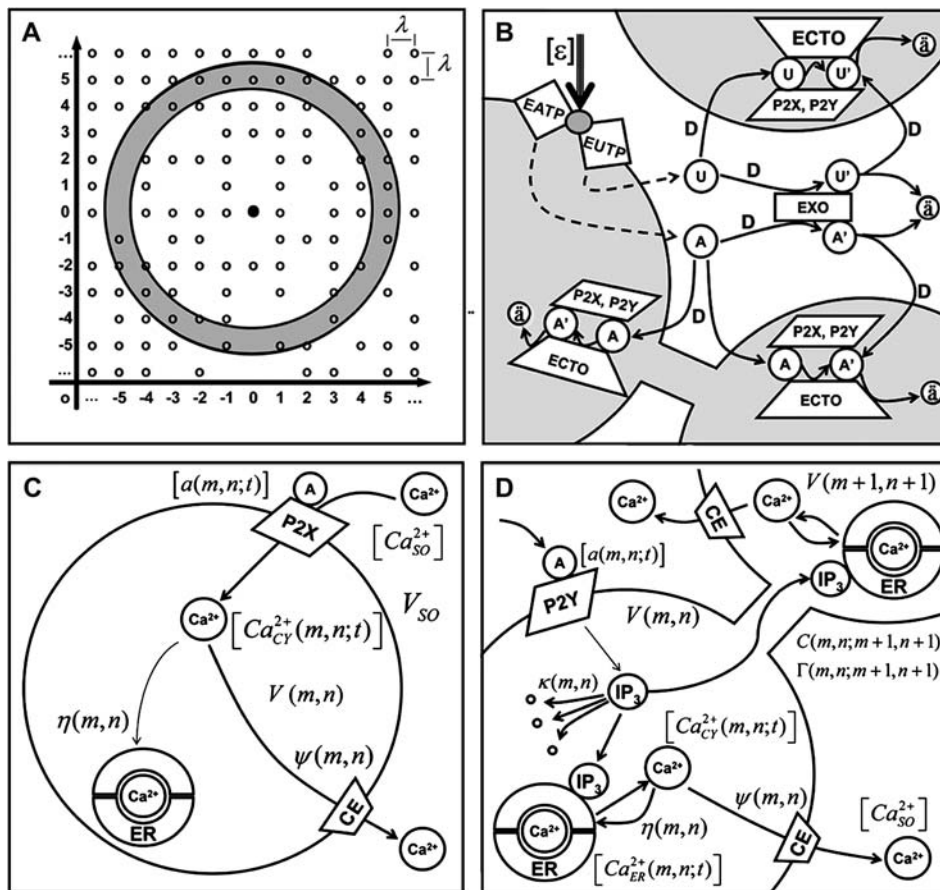 A
λ
λ
...
5
4
3
2
1
0
-1
-2
-3
-4
-5
...
... -5 -4 -3 -2 -1 0 1 2 3 4 5 ...
B
[ε]
EATP
EUTP
ECTO
U U' ä
P2X, P2Y
D D
U D U'
EXO ä
A D A'
D D
P2X, P2Y
ä A' A
ECTO
P2X, P2Y
A A'
ECTO ä
C
[a(m,n;t)] A Ca²⁺
P2X
[Ca²⁺SO]
VSO
Ca²⁺ [Ca²⁺CY(m,n;t)]
V(m,n)
η(m,n)
ψ(m,n)
Ca²⁺
ER
CE
Ca²⁺
D
Ca²⁺ CE Ca²⁺ V(m+1,n+1)
Ca²⁺
A [a(m,n;t)] IP₃ ER
P2Y
V(m,n)
C(m,n;m+1,n+1)
Γ(m,n;m+1,n+1)
κ(m,n) IP₃
[Ca²⁺CY(m,n;t)]
IP₃ Ca²⁺
ψ(m,n) [Ca²⁺SO]
Ca²⁺ η(m,n) CE
ER Ca²⁺
[Ca²⁺ER(m,n;t)]